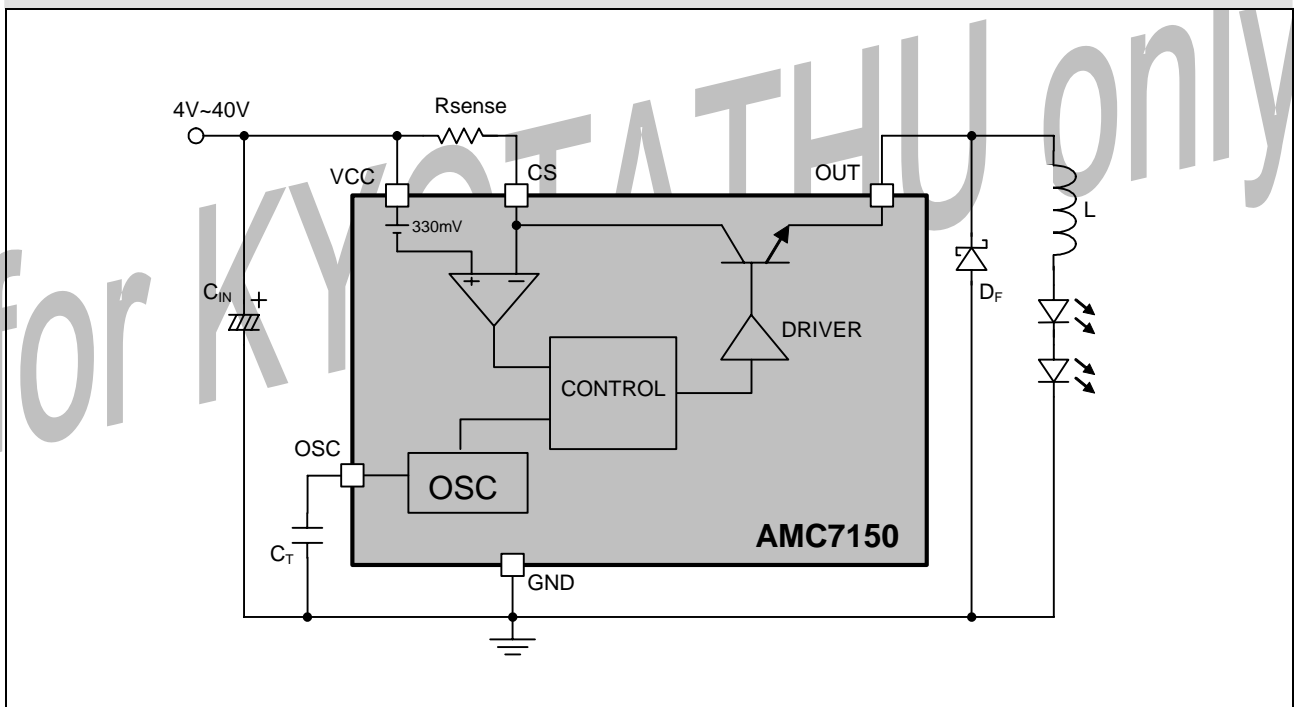 for KYOTATHU only
4V~40V
Rsense
VCC
CS
OUT
330mV
L
CIN
+
+ −
DF
DRIVER
CONTROL
OSC
OSC
AMC7150
CT
GND